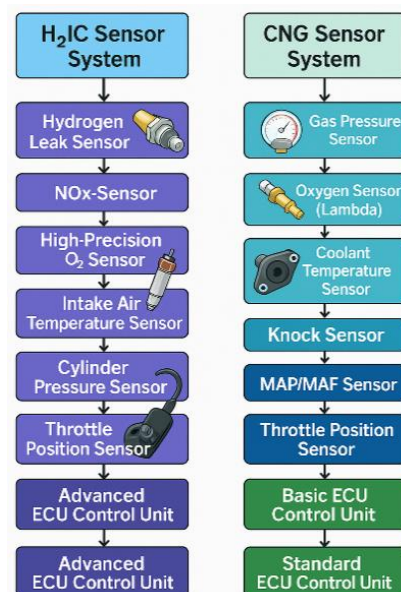 H₂IC Sensor
System
Hydrogen
Leak Sensor
NOx-Sensor
High-Precision
O₂ Sensor
Intake Air
Temperature Sensor
Cylinder
Pressure Sensor
Throttle
Position Sensor
Advanced
ECU Control Unit
Advanced
ECU Control Unit
CNG Sensor
System
Gas Pressure
Sensor
Oxygen Sensor
(Lambda)
Coolant
Temperature
Sensor
Knock Sensor
MAP/MAF Sensor
Throttle Position
Sensor
Basic ECU
Control Unit
Standard
ECU Control Unit